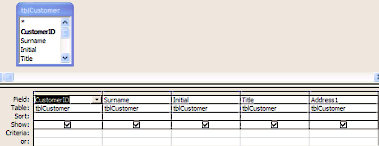 tblCustomer
*
CustomerID
Surname
Initial
Title
Field: CustomerID Surname Initial Title Address1
Table: tblCustomer tblCustomer tblCustomer tblCustomer tblCustomer
Sort:
Show:
Criteria:
or: